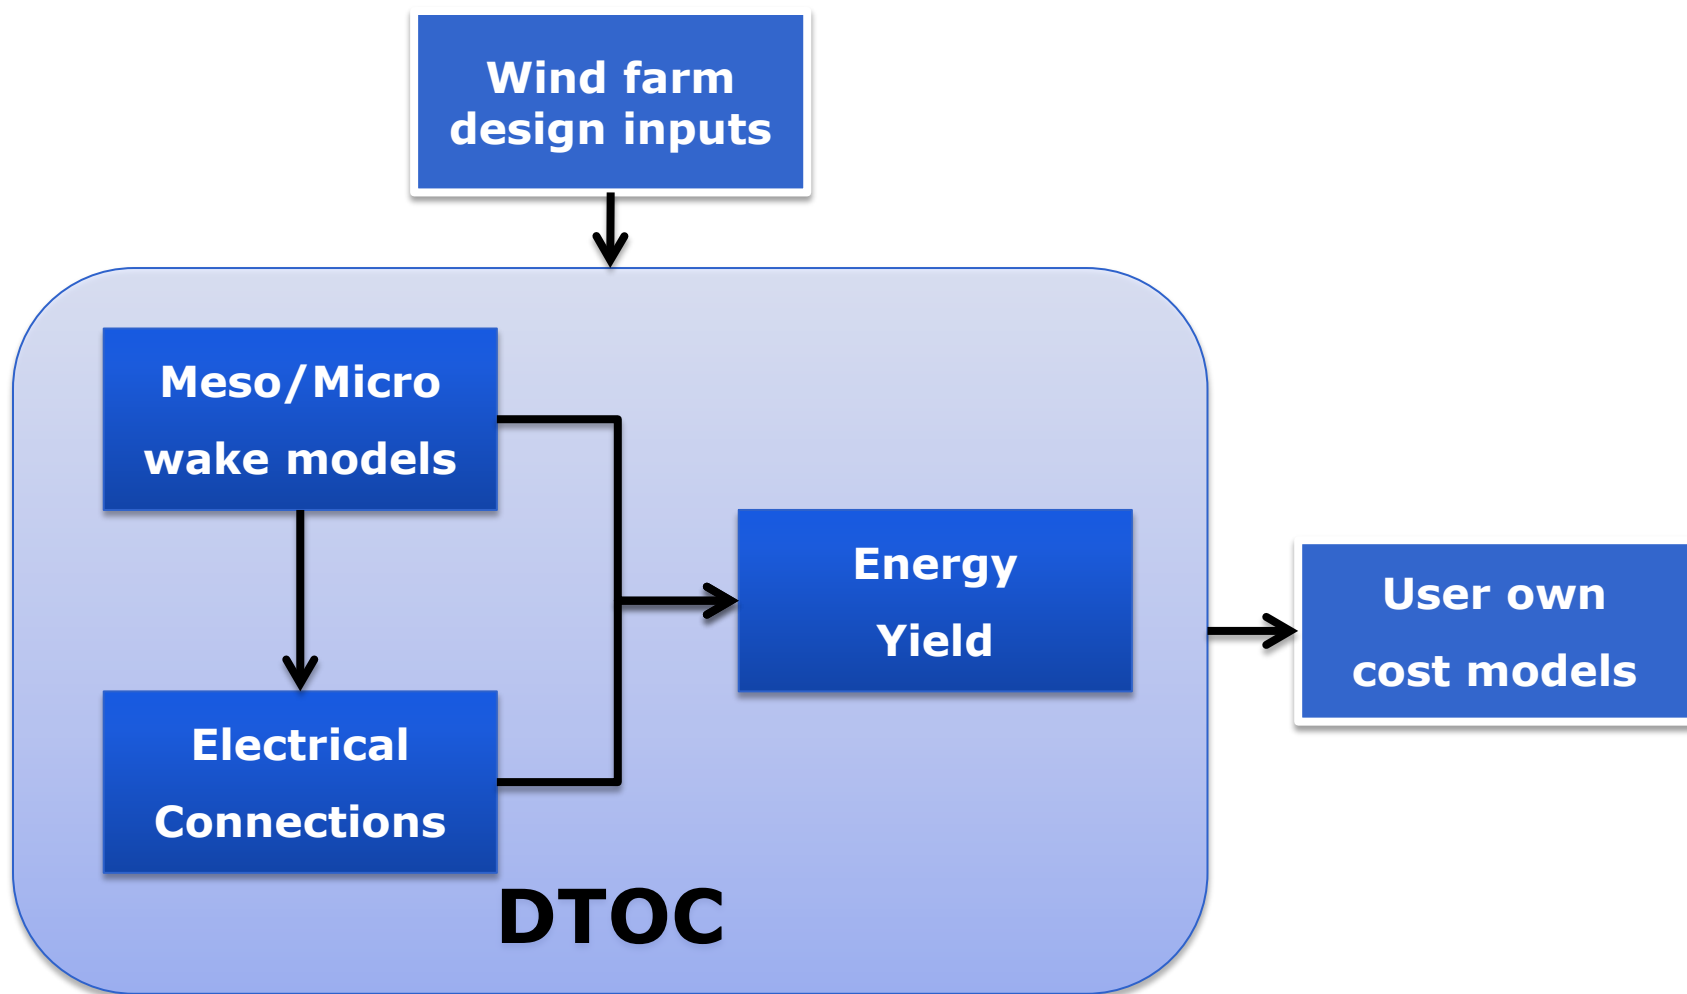 Wind farm
design inputs
Meso/Micro
wake models
Energy
Yield
User own
cost models
Electrical
Connections
DTOC